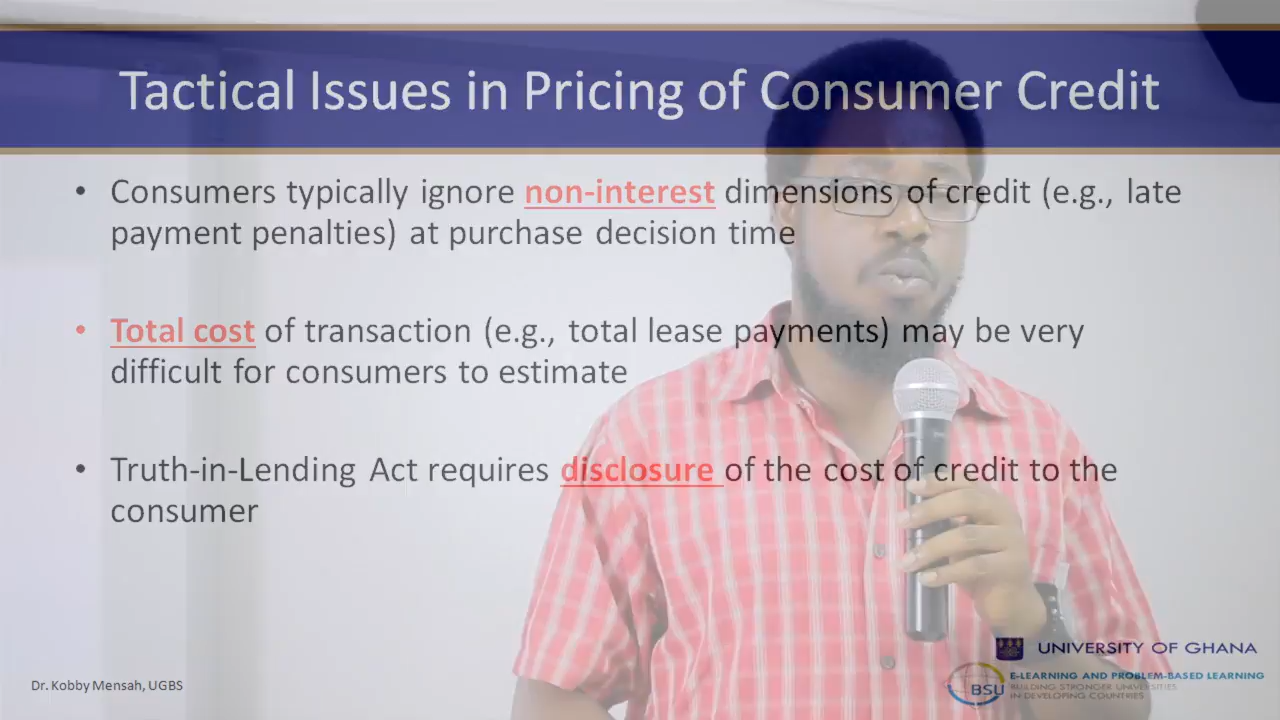 Tactical Issues in Pricing of Consumer Credit
• Consumers typically ignore non-interest dimensions of credit (e.g., late
payment penalties) at purchase decision time
• Total cost of transaction (e.g., total lease payments) may be very
difficult for consumers to estimate
• Truth-in-Lending Act requires disclosure of the cost of credit to the
consumer
UNIVERSITY OF GHANA
BSU
E-LEARNING AND PROBLEM-BASED LEARNING
BUILDING STRONGER UNIVERSITIES
IN DEVELOPING COUNTRIES
Dr. Kobby Mensah, UGBS